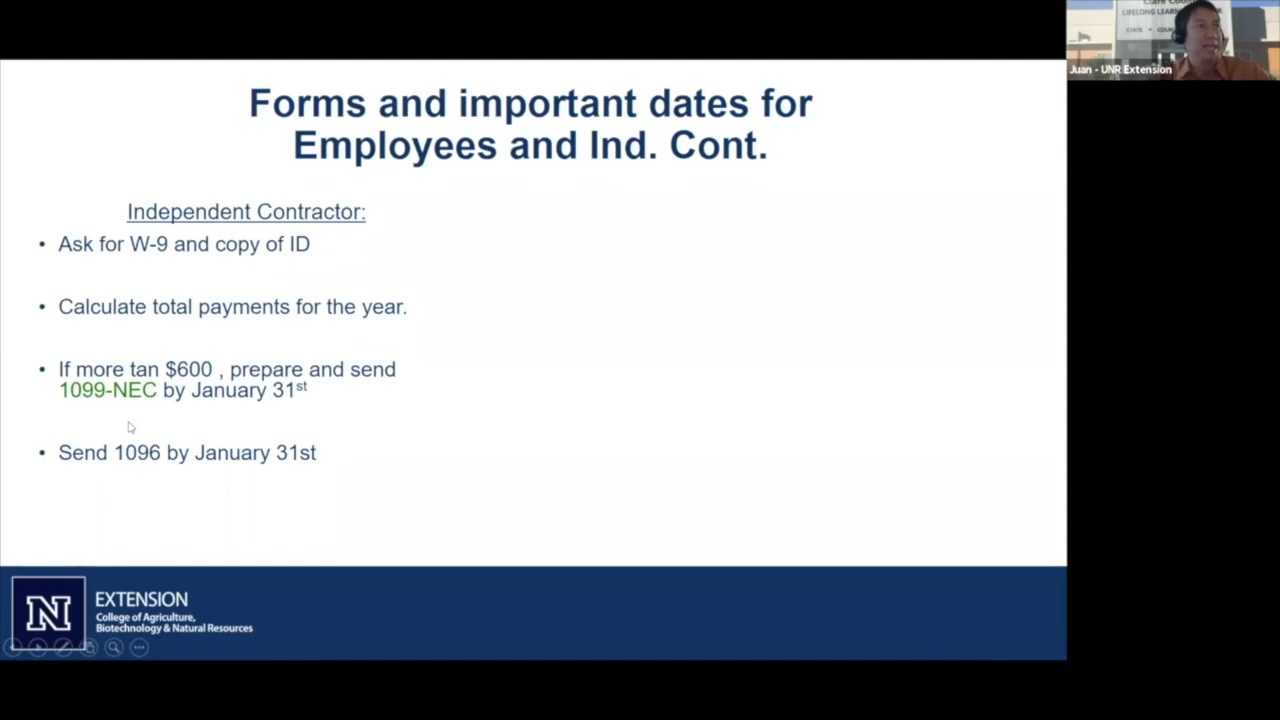 Forms and important dates for
Employees and Ind. Cont.
Independent Contractor:
• Ask for W-9 and copy of ID
• Calculate total payments for the year.
• If more tan $600 , prepare and send
1099-NEC by January 31st
• Send 1096 by January 31st
N
EXTENSION
College of Agriculture,
Biotechnology & Natural Resources
LIFELONG LEARN
Juan - UNR Extension